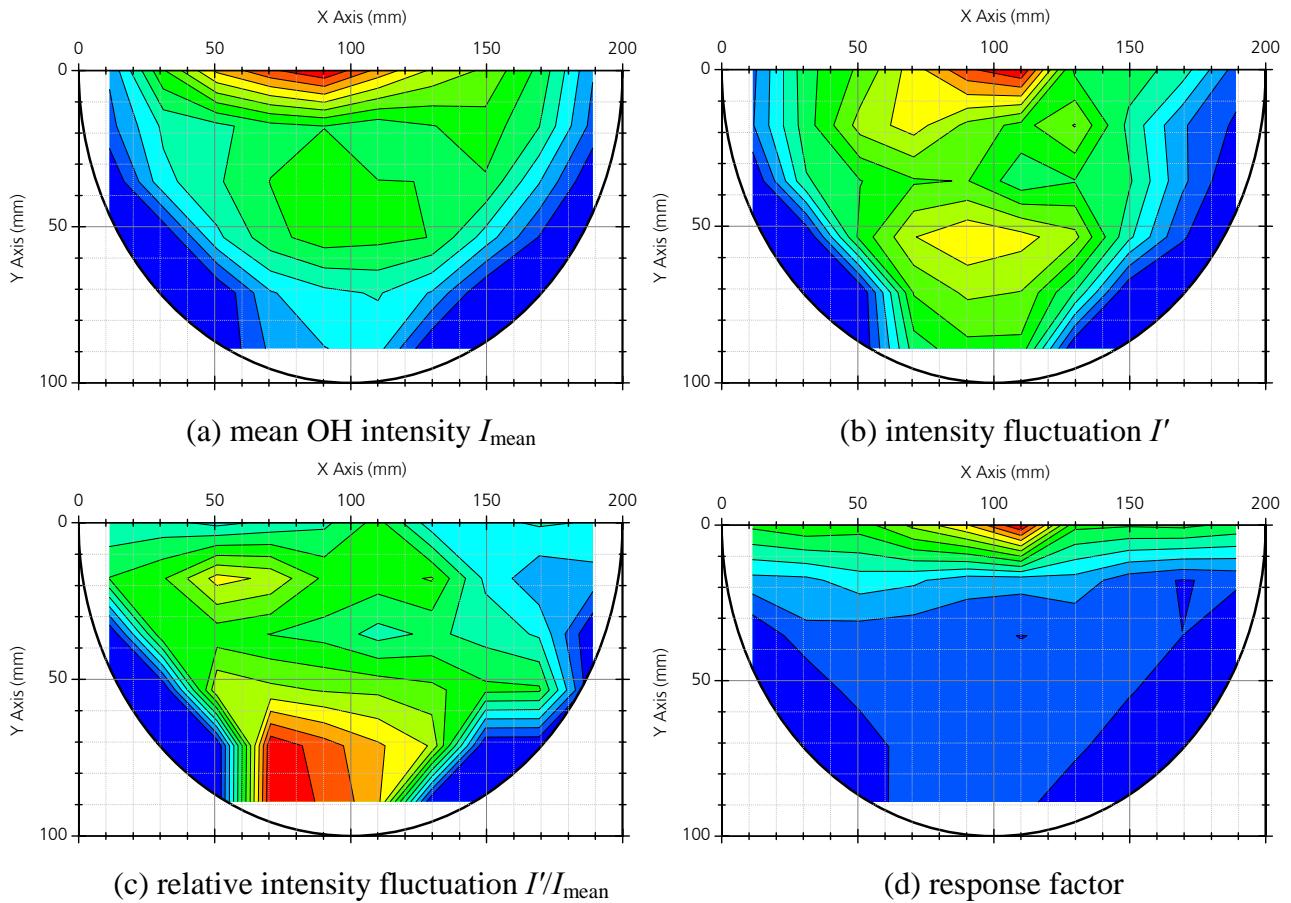 X Axis (mm)
X Axis (mm)
0 50 100 150 200
0 50 100 150 200
0
50
100
Y Axis (mm)
0
50
100
Y Axis (mm)
(a) mean OH intensity Imean
(b) intensity fluctuation I′
X Axis (mm)
X Axis (mm)
0 50 100 150 200
0 50 100 150 200
0
50
100
Y Axis (mm)
0
50
100
Y Axis (mm)
(c) relative intensity fluctuation I′/Imean
(d) response factor